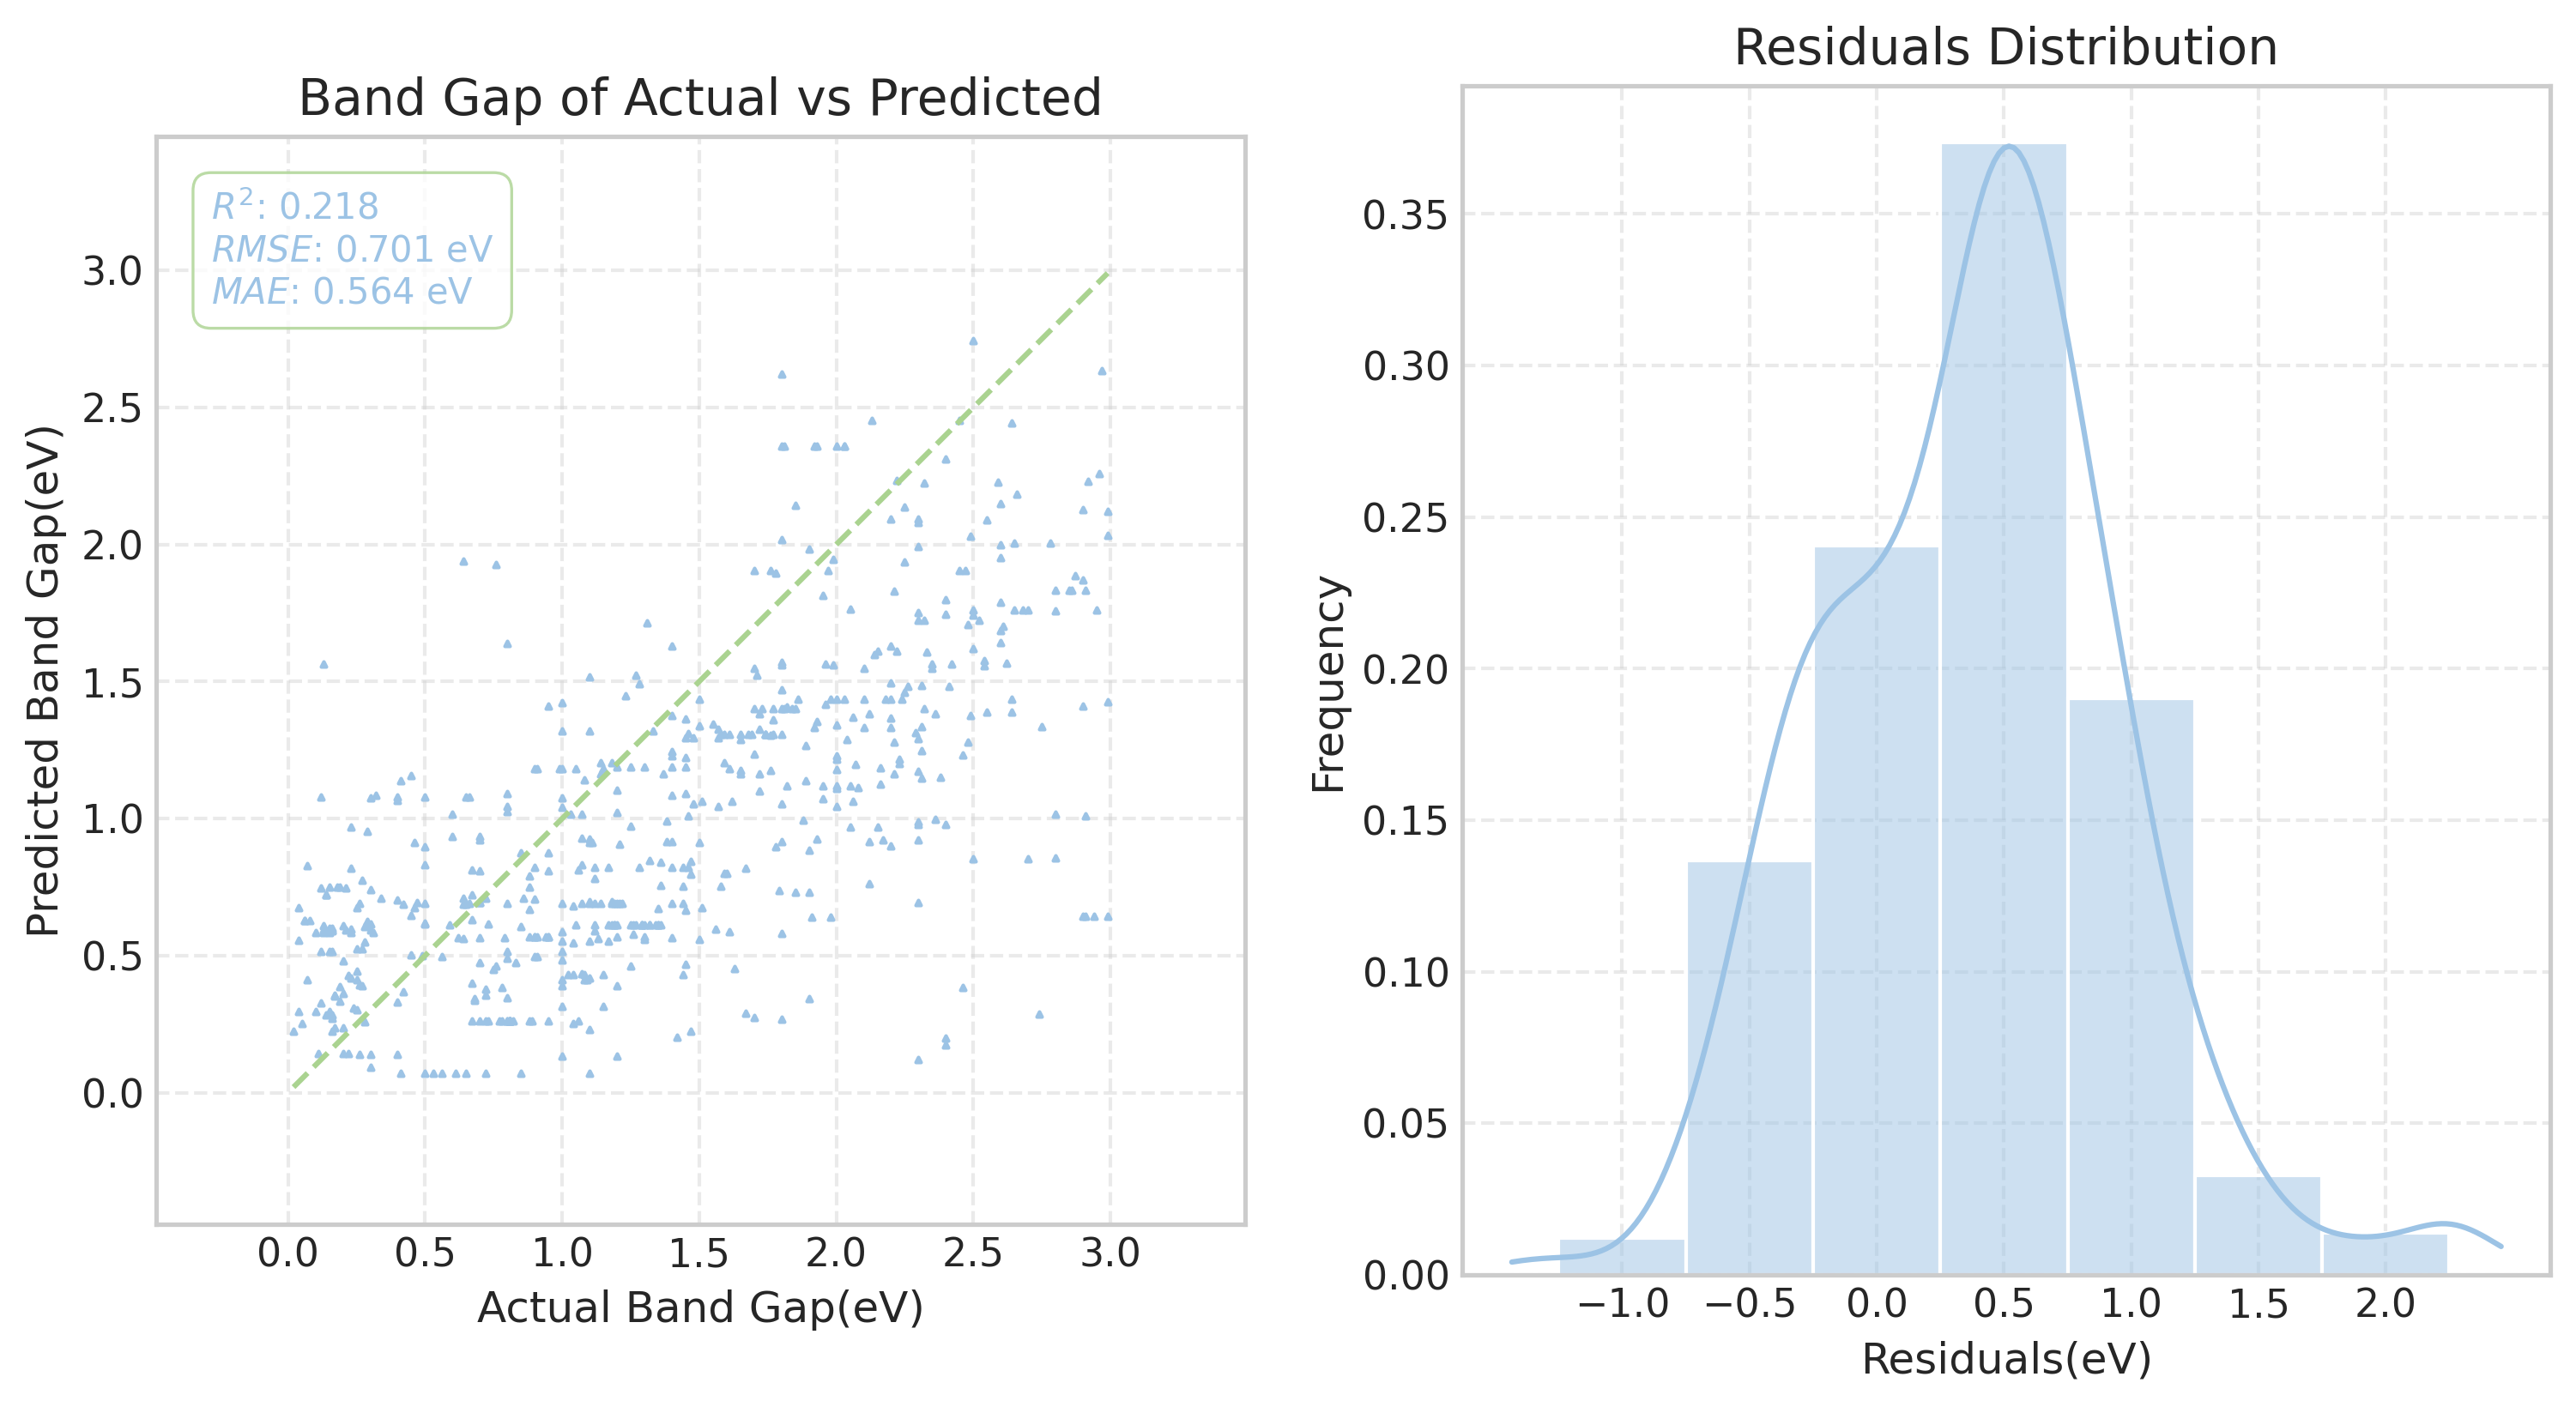 Band Gap of Actual vs Predicted
R²: 0.218
RMSE: 0.701 eV
MAE: 0.564 eV
Predicted Band Gap(eV)
3.0
2.5
2.0
1.5
1.0
0.5
0.0
0.0 0.5 1.0 1.5 2.0 2.5 3.0
Actual Band Gap(eV)
Residuals Distribution
Frequency
0.35
0.30
0.25
0.20
0.15
0.10
0.05
0.00
−1.0 −0.5 0.0 0.5 1.0 1.5 2.0
Residuals(eV)